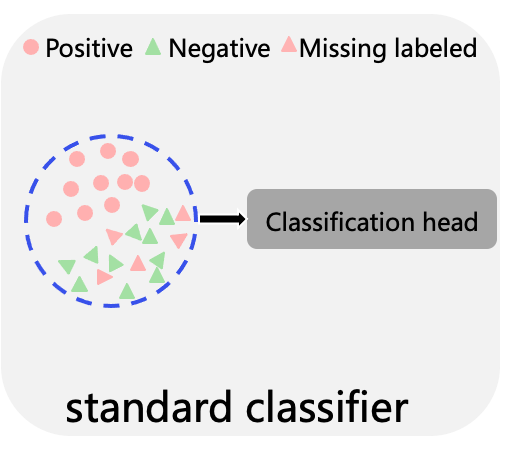 Positive Negative Missing labeled
Classification head
standard classifier